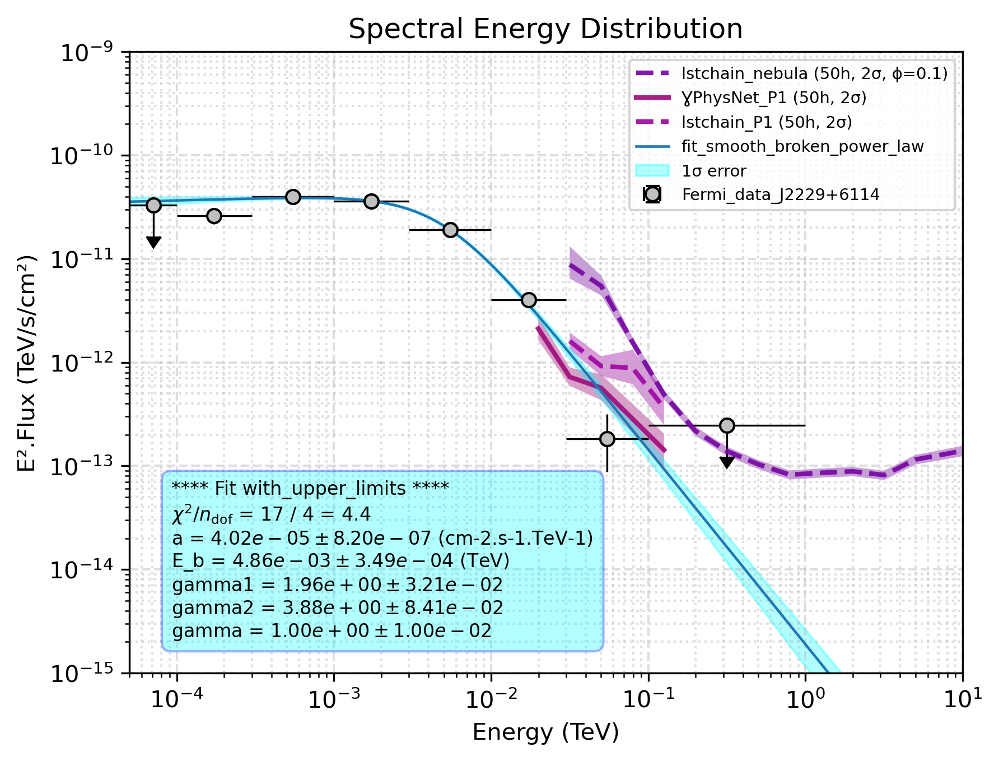 Spectral Energy Distribution
10⁻⁹
10⁻¹⁰
10⁻¹¹
10⁻¹²
10⁻¹³
10⁻¹⁴
10⁻¹⁵
E².Flux (TeV/s/cm²)
lstchain_nebula (50h, 2σ, ϕ=0.1)
ɣPhysNet_P1 (50h, 2σ)
lstchain_P1 (50h, 2σ)
fit_smooth_broken_power_law
1σ error
Fermi_data_J2229+6114
**** Fit with_upper_limits ****
χ²/n_dof = 17 / 4 = 4.4
a = 4.02e − 05 ± 8.20e − 07 (cm-2.s-1.TeV-1)
E_b = 4.86e − 03 ± 3.49e − 04 (TeV)
gamma1 = 1.96e + 00 ± 3.21e − 02
gamma2 = 3.88e + 00 ± 8.41e − 02
gamma = 1.00e + 00 ± 1.00e − 02
10⁻⁴ 10⁻³ 10⁻² 10⁻¹ 10⁰ 10¹
Energy (TeV)